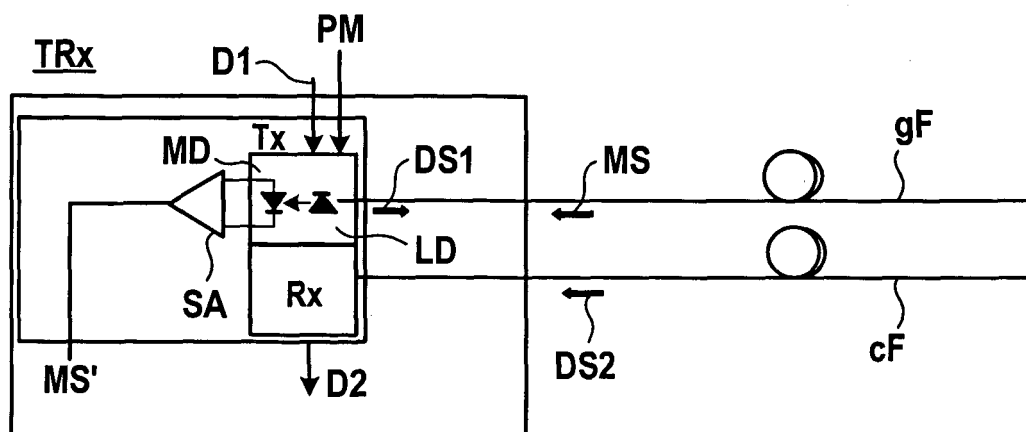 TRx
PM
D1
Tx
MD
DS1
MS
gF
LD
SA
Rx
DS2
cF
MS'
D2